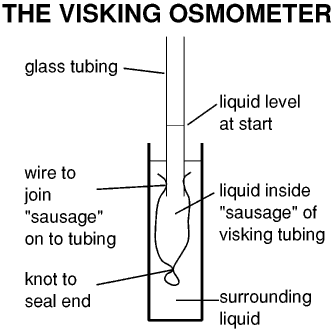 THE VISKING OSMOMETER
glass tubing
liquid level
at start
wire to
join
"sausage"
on to tubing
liquid inside
"sausage" of
visking tubing
knot to
seal end
surrounding
liquid